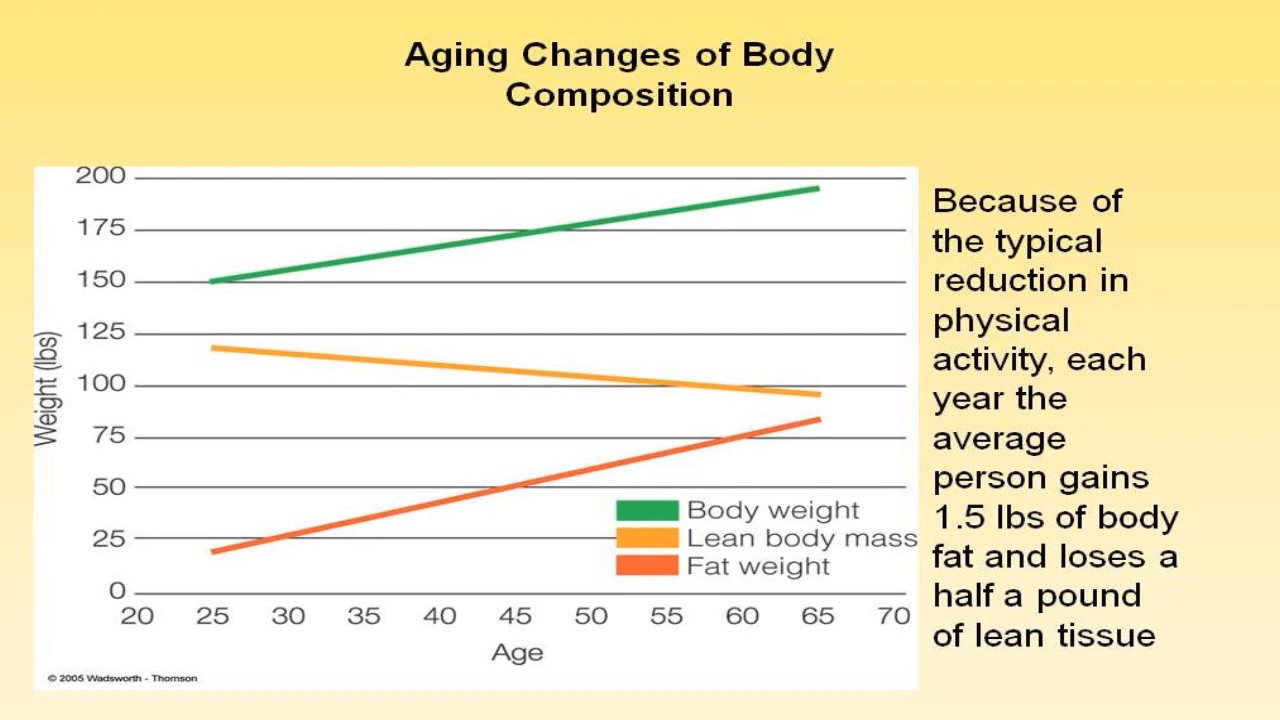 Aging Changes of Body
Composition
200
175
150
125
100
75
50
25
0
Weight (lbs)
20 25 30 35 40 45 50 55 60 65 70
Age
Body weight
Lean body mass
Fat weight
© 2005 Wadsworth - Thomson
Because of
the typical
reduction in
physical
activity, each
year the
average
person gains
1.5 lbs of body
fat and loses a
half a pound
of lean tissue